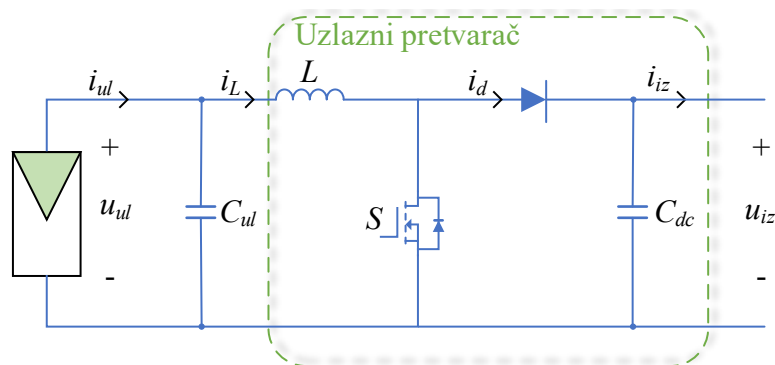 Uzlazni pretvarač
i_ul
i_L
L
i_d
i_iz
+
u_ul
-
C_ul
S
C_dc
+
u_iz
-